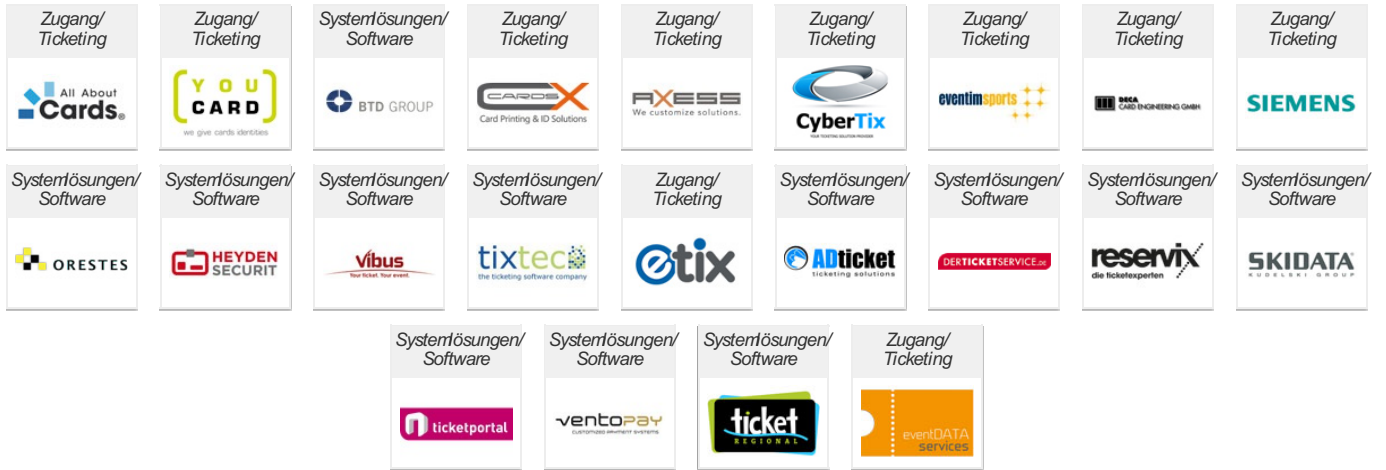 Zugang/
Ticketing
All About
Cards®
Zugang/
Ticketing
YOU
CARD
we give cards identities
Systemlösungen/
Software
BTD GROUP
Zugang/
Ticketing
CARDSX
Card Printing & ID Solutions
Zugang/
Ticketing
AXESS
We customize solutions.
Zugang/
Ticketing
CyberTix
YOUR TICKETING SOLUTION PROVIDER
Zugang/
Ticketing
eventimsports
Zugang/
Ticketing
DECA
CARD ENGINEERING GMBH
Zugang/
Ticketing
SIEMENS
Systemlösungen/
Software
ORESTES
Systemlösungen/
Software
HEYDEN
SECURIT
Systemlösungen/
Software
Vibus
Your ticket. Your event.
Systemlösungen/
Software
tixtec
the ticketing software company
Zugang/
Ticketing
etix
Systemlösungen/
Software
ADticket
ticketing solutions
Systemlösungen/
Software
DERTICKETSERVICE.DE
Systemlösungen/
Software
reservix
die ticketexperten
Systemlösungen/
Software
SKIDATA
KUDELSKI GROUP
Systemlösungen/
Software
ticketportal
Systemlösungen/
Software
ventopay
CUSTOMIZED PAYMENT SYSTEMS
Systemlösungen/
Software
ticket
REGIONAL
Zugang/
Ticketing
eventDATA
services